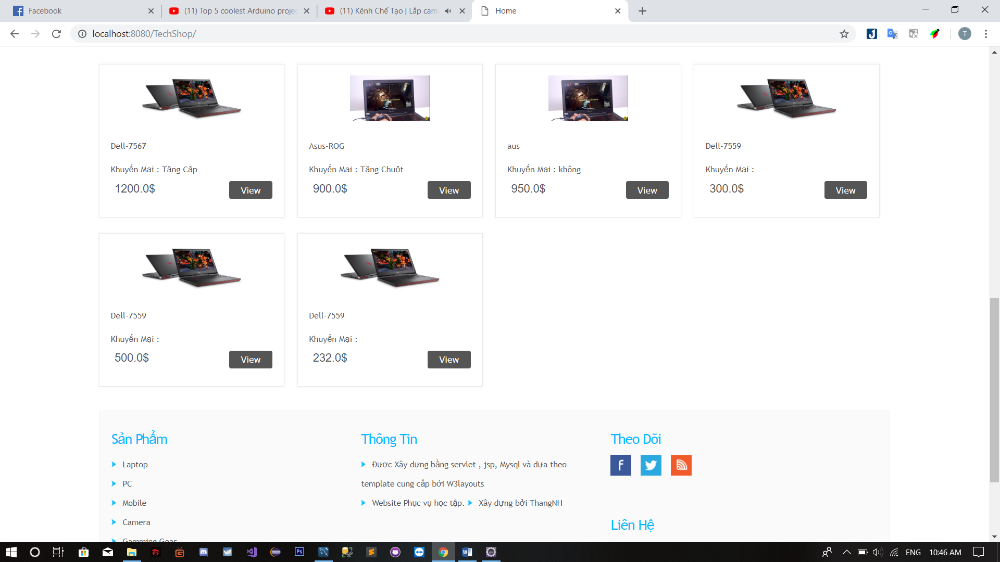 Facebook
(11) Top 5 coolest Arduino projec
(11) Kênh Chế Tạo | Lắp cam
Home
localhost:8080/TechShop/
T
Dell-7567
Khuyến Mại : Tặng Cặp
1200.0$
View
Asus-ROG
Khuyến Mại : Tặng Chuột
900.0$
View
aus
Khuyến Mại : không
950.0$
View
Dell-7559
Khuyến Mại :
300.0$
View
Dell-7559
Khuyến Mại :
500.0$
View
Dell-7559
Khuyến Mại :
232.0$
View
Sản Phẩm
Laptop
PC
Mobile
Camera
Gamming Gear
Thông Tin
Được Xây dựng bằng servlet , jsp, Mysql và dựa theo
template cung cấp bởi W3layouts
Website Phục vụ học tập. Xây dựng bởi ThangNH
Theo Dõi
Liên Hệ
ENG
10:46 AM